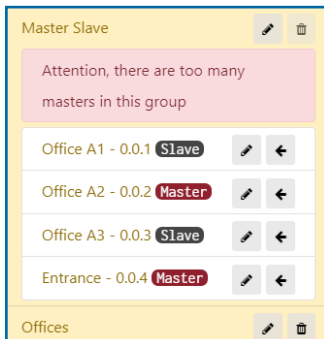 Master Slave
Attention, there are too many
masters in this group
Office A1 - 0.0.1 Slave
Office A2 - 0.0.2 Master
Office A3 - 0.0.3 Slave
Entrance - 0.0.4 Master
Offices